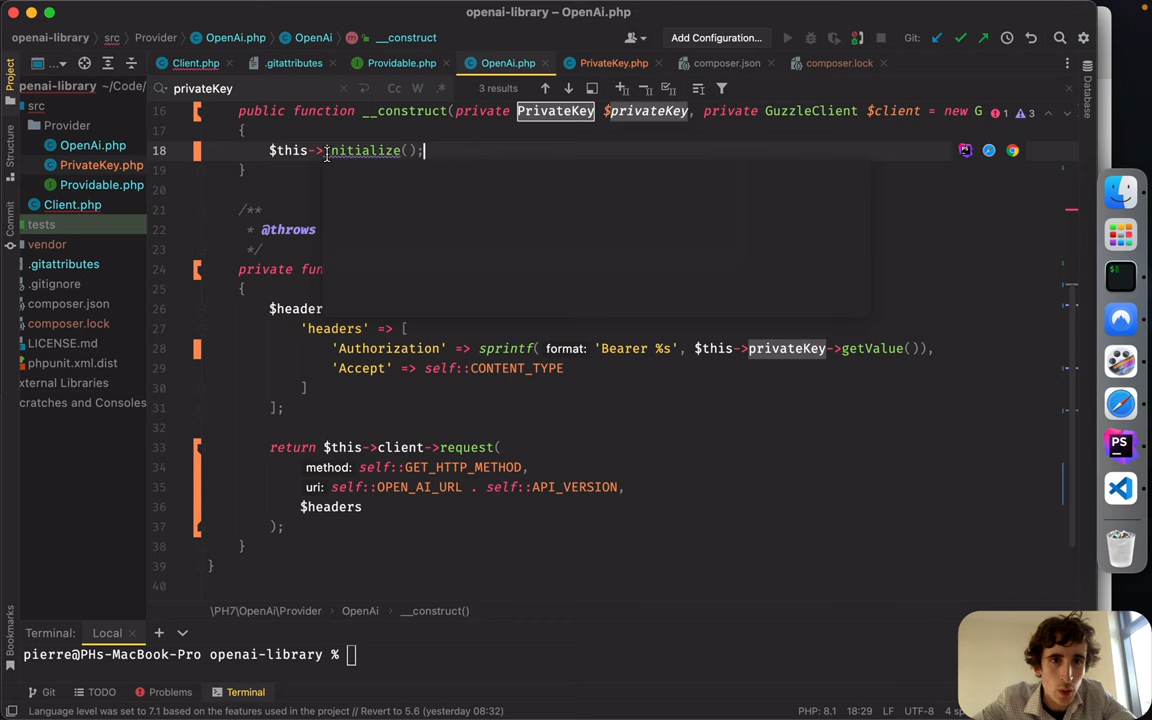 openai-library – OpenAi.php
openai-library src Provider OpenAi.php OpenAi __construct
Add Configuration... Git:
Project
... Client.php .gitattributes Providable.php OpenAi.php PrivateKey.php composer.json composer.lock
Database
penai-library ~/Code/
privateKey Cc W .* 3 results
src
Provider
OpenAi.php
PrivateKey.php
Providable.php
Client.php
tests
vendor
.gitattributes
.gitignore
composer.json
composer.lock
LICENSE.md
phpunit.xml.dist
xternal Libraries
cratches and Consoles
Structure
Commit
Bookmarks
16 public function __construct(private PrivateKey $privateKey, private GuzzleClient $client = new G 1 3
17 {
18 $this->initialize();
19 }
20
21 /**
22 * @throws
23 */
24 private fun
25 {
26 $header
27 'headers' => [
28 'Authorization' => sprintf( format: 'Bearer %s', $this->privateKey->getValue()),
29 'Accept' => self::CONTENT_TYPE
30 ]
31 ];
32
33 return $this->client->request(
34 method: self::GET_HTTP_METHOD,
35 uri: self::OPEN_AI_URL . self::API_VERSION,
36 $headers
37 );
38 }
39 }
40
\PH7\OpenAi\Provider OpenAi __construct()
Terminal: Local
pierre@PHs-MacBook-Pro openai-library %
Git TODO Problems Terminal
Language level was set to 7.1 based on the features used in the project // Revert to 5.6 (yesterday 08:32) PHP: 8.1 18:29 LF UTF-8
PS